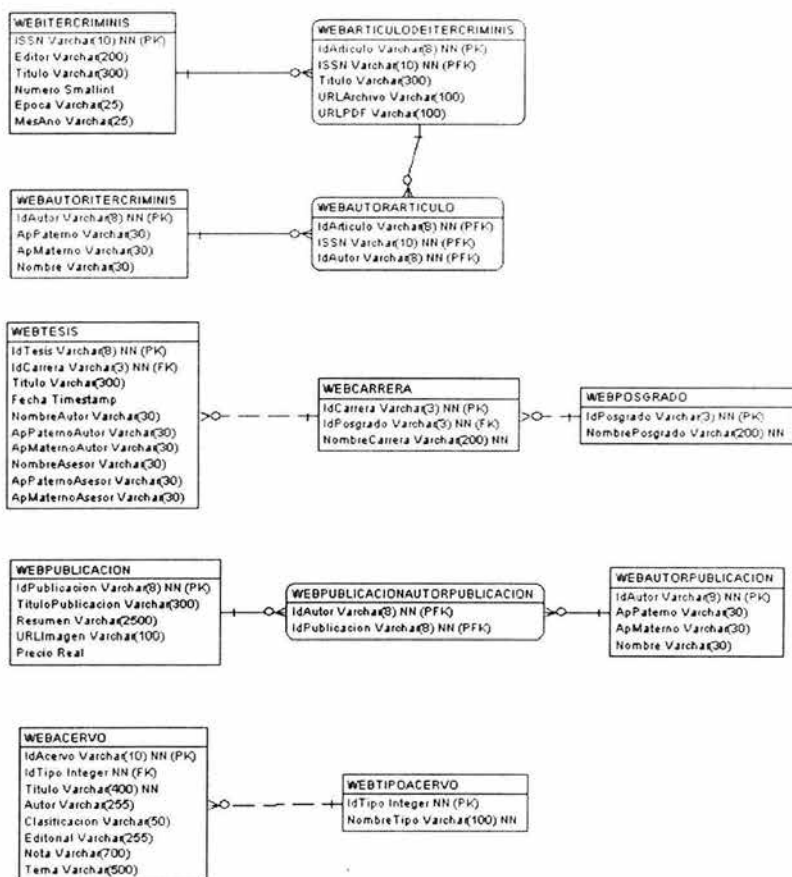 WEBITERCRIMINIS
ISSN Varchar(10) NN (PK)
Editor Varchar(200)
Titulo Varchar(300)
Numero Smallint
Epoca Varchar(25)
MesAno Varchar(25)
WEBARTICULODEITERCRIMINIS
IdArticulo Varchar(8) NN (PK)
ISSN Varchar(10) NN (PFK)
Titulo Varchar(300)
URLArchivo Varchar(100)
URLPDF Varchar(100)
WEBAUTORITERCRIMINIS
IdAutor Varchar(8) NN (PK)
ApPaterno Varchar(30)
ApMaterno Varchar(30)
Nombre Varchar(30)
WEBAUTORARTICULO
IdArticulo Varchar(8) NN (PFK)
ISSN Varchar(10) NN (PFK)
IdAutor Varchar(8) NN (PFK)
WEBTESIS
IdTesis Varchar(8) NN (PK)
IdCarrera Varchar(3) NN (FK)
Titulo Varchar(300)
Fecha Timestamp
NombreAutor Varchar(30)
ApPaternoAutor Varchar(30)
ApMaternoAutor Varchar(30)
NombreAsesor Varchar(30)
ApPaternoAsesor Varchar(30)
ApMaternoAsesor Varchar(30)
WEBCARRERA
IdCarrera Varchar(3) NN (PK)
IdPosgrado Varchar(3) NN (FK)
NombreCarrera Varchar(200) NN
WEBPOSGRADO
IdPosgrado Varchar(3) NN (PK)
NombrePosgrado Varchar(200) NN
WEBPUBLICACION
IdPublicacion Varchar(8) NN (PK)
TituloPublicacion Varchar(300)
Resumen Varchar(2500)
URLImagen Varchar(100)
Precio Real
WEBPUBLICACIONAUTORPUBLICACION
IdAutor Varchar(8) NN (PFK)
IdPublicacion Varchar(8) NN (PFK)
WEBAUTORPUBLICACION
IdAutor Varchar(8) NN (PK)
ApPaterno Varchar(30)
ApMaterno Varchar(30)
Nombre Varchar(30)
WEBACERVO
IdAcervo Varchar(10) NN (PK)
IdTipo Integer NN (FK)
Titulo Varchar(400) NN
Autor Varchar(255)
Clasificacion Varchar(50)
Editorial Varchar(255)
Nota Varchar(700)
Tema Varchar(500)
WEBTIPOACERVO
IdTipo Integer NN (PK)
NombreTipo Varchar(100) NN